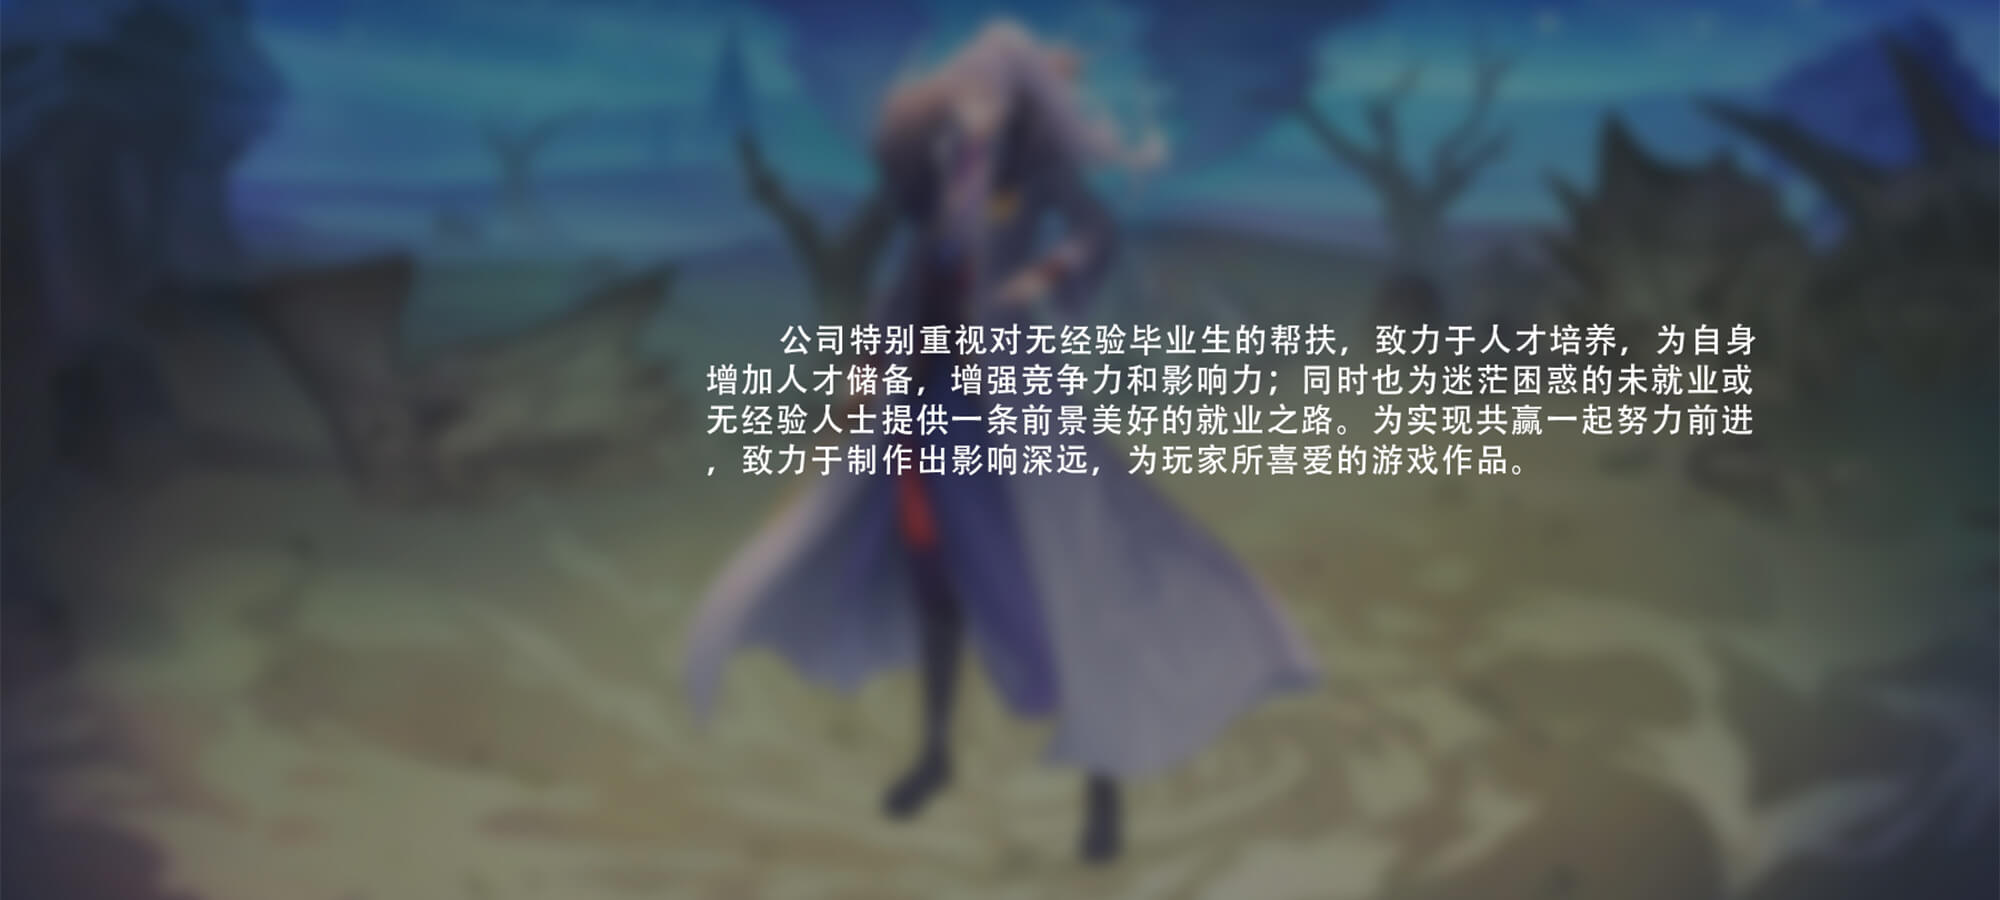 公司特别重视对无经验毕业生的帮扶，致力于人才培养，为自身
增加人才储备，增强竞争力和影响力；同时也为迷茫困惑的未就业或
无经验人士提供一条前景美好的就业之路。为实现共赢一起努力前进
，致力于制作出影响深远，为玩家所喜爱的游戏作品。